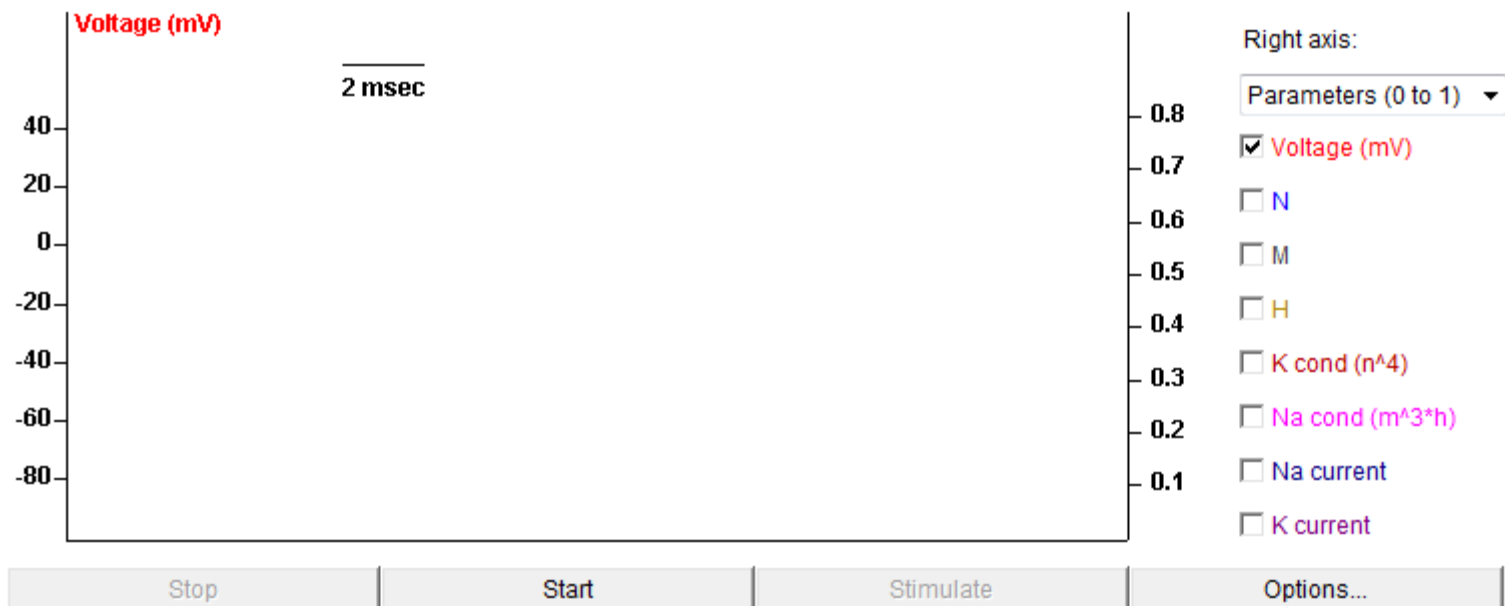 Voltage (mV)
2 msec
40
20
0
-20
-40
-60
-80
0.8
0.7
0.6
0.5
0.4
0.3
0.2
0.1
Right axis:
Parameters (0 to 1)
Voltage (mV)
N
M
H
K cond (n^4)
Na cond (m^3*h)
Na current
K current
Stop
Start
Stimulate
Options...